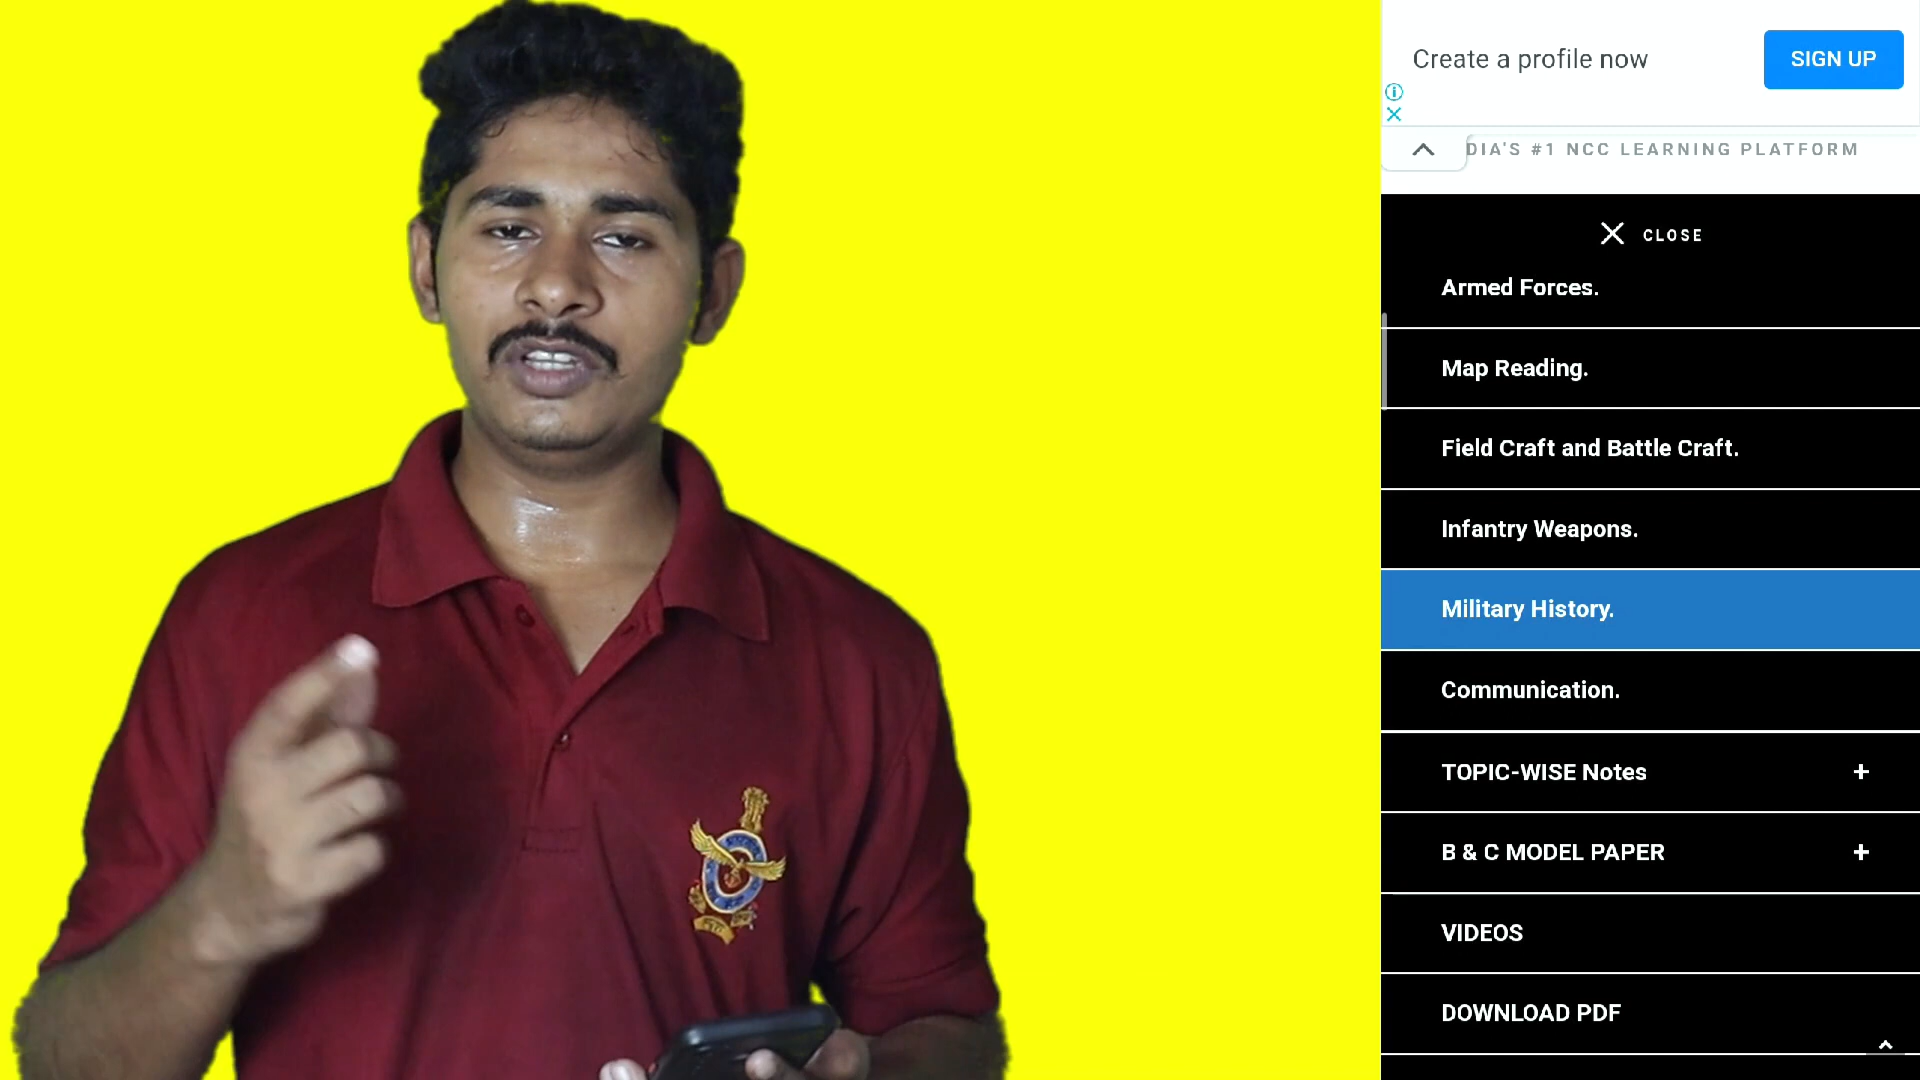 Create a profile now
SIGN UP
DIA'S #1 NCC LEARNING PLATFORM
CLOSE
Armed Forces.
Map Reading.
Field Craft and Battle Craft.
Infantry Weapons.
Military History.
Communication.
TOPIC-WISE Notes +
B & C MODEL PAPER +
VIDEOS
DOWNLOAD PDF